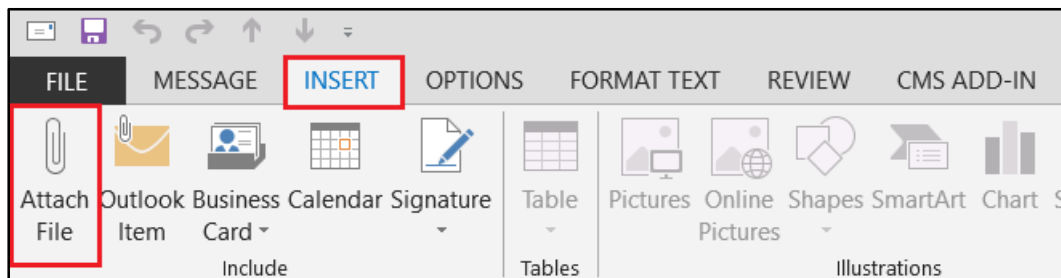 FILE MESSAGE INSERT OPTIONS FORMAT TEXT REVIEW CMS ADD-IN
Attach Outlook Business Calendar Signature Table Pictures Online Shapes SmartArt Chart S
File Item Card Pictures
Include Tables Illustrations